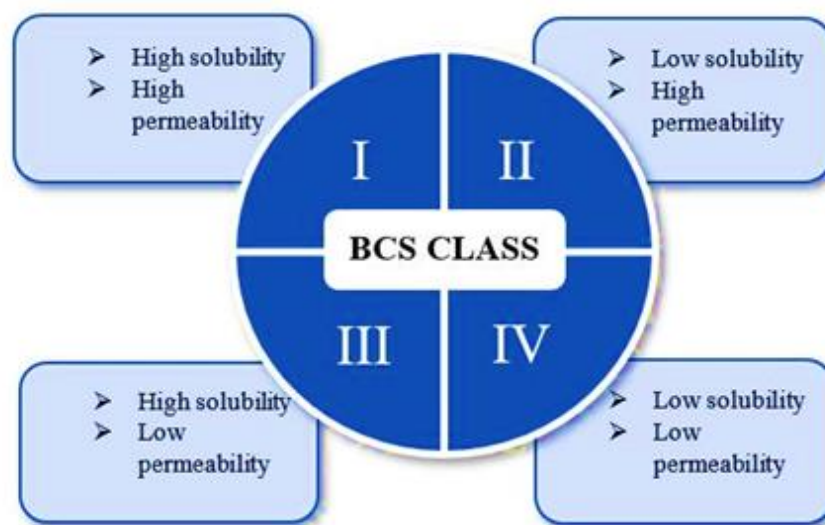 ➢ High solubility
➢ High
permeability
➢ Low solubility
➢ High
permeability
I
II
BCS CLASS
III
IV
➢ High solubility
➢ Low
permeability
➢ Low solubility
➢ Low
permeability